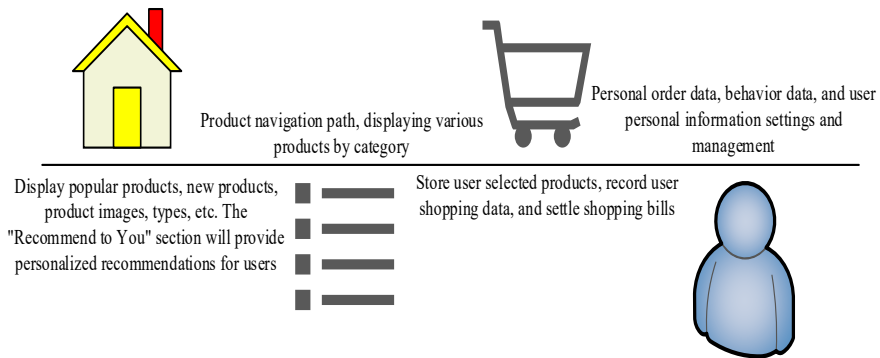 Product navigation path, displaying various
products by category
Personal order data, behavior data, and user
personal information settings and
management
Display popular products, new products,
product images, types, etc. The
"Recommend to You" section will provide
personalized recommendations for users
Store user selected products, record user
shopping data, and settle shopping bills